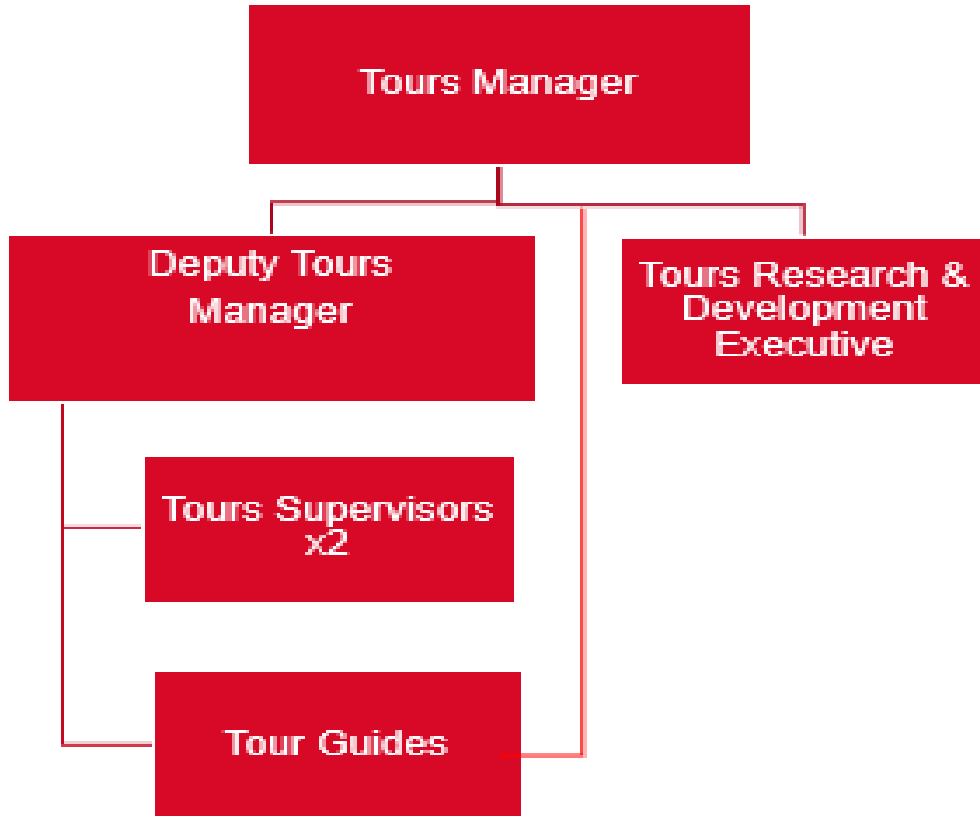 Tours Manager
Deputy Tours
Manager
Tours Research &
Development
Executive
Tours Supervisors
x2
Tour Guides